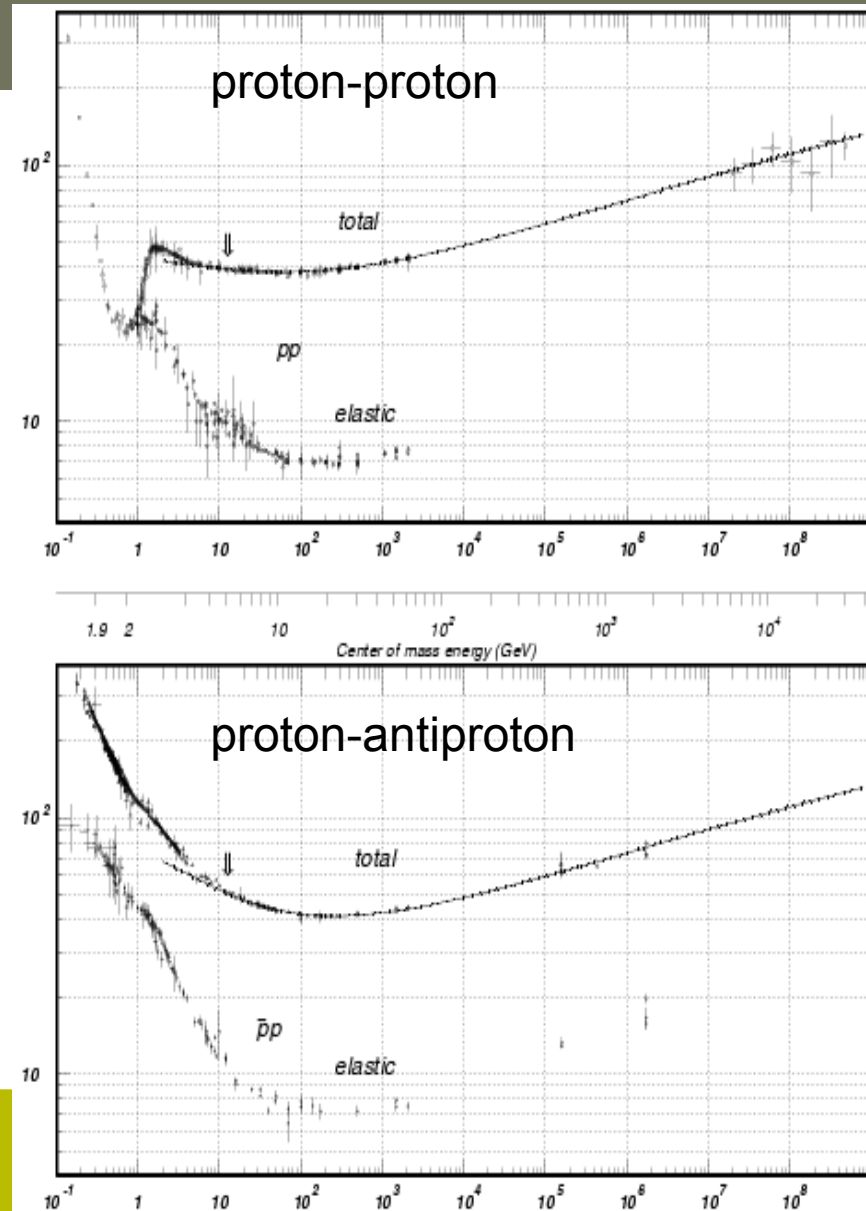 proton-proton
10²
total
⇓
pp
elastic
10
10⁻¹ 1 10 10² 10³ 10⁴ 10⁵ 10⁶ 10⁷ 10⁸
1.9 2 10 10² 10³ 10⁴
Center of mass energy (GeV)
proton-antiproton
10²
⇓
total
p̄p
elastic
10
10⁻¹ 1 10 10² 10³ 10⁴ 10⁵ 10⁶ 10⁷ 10⁸